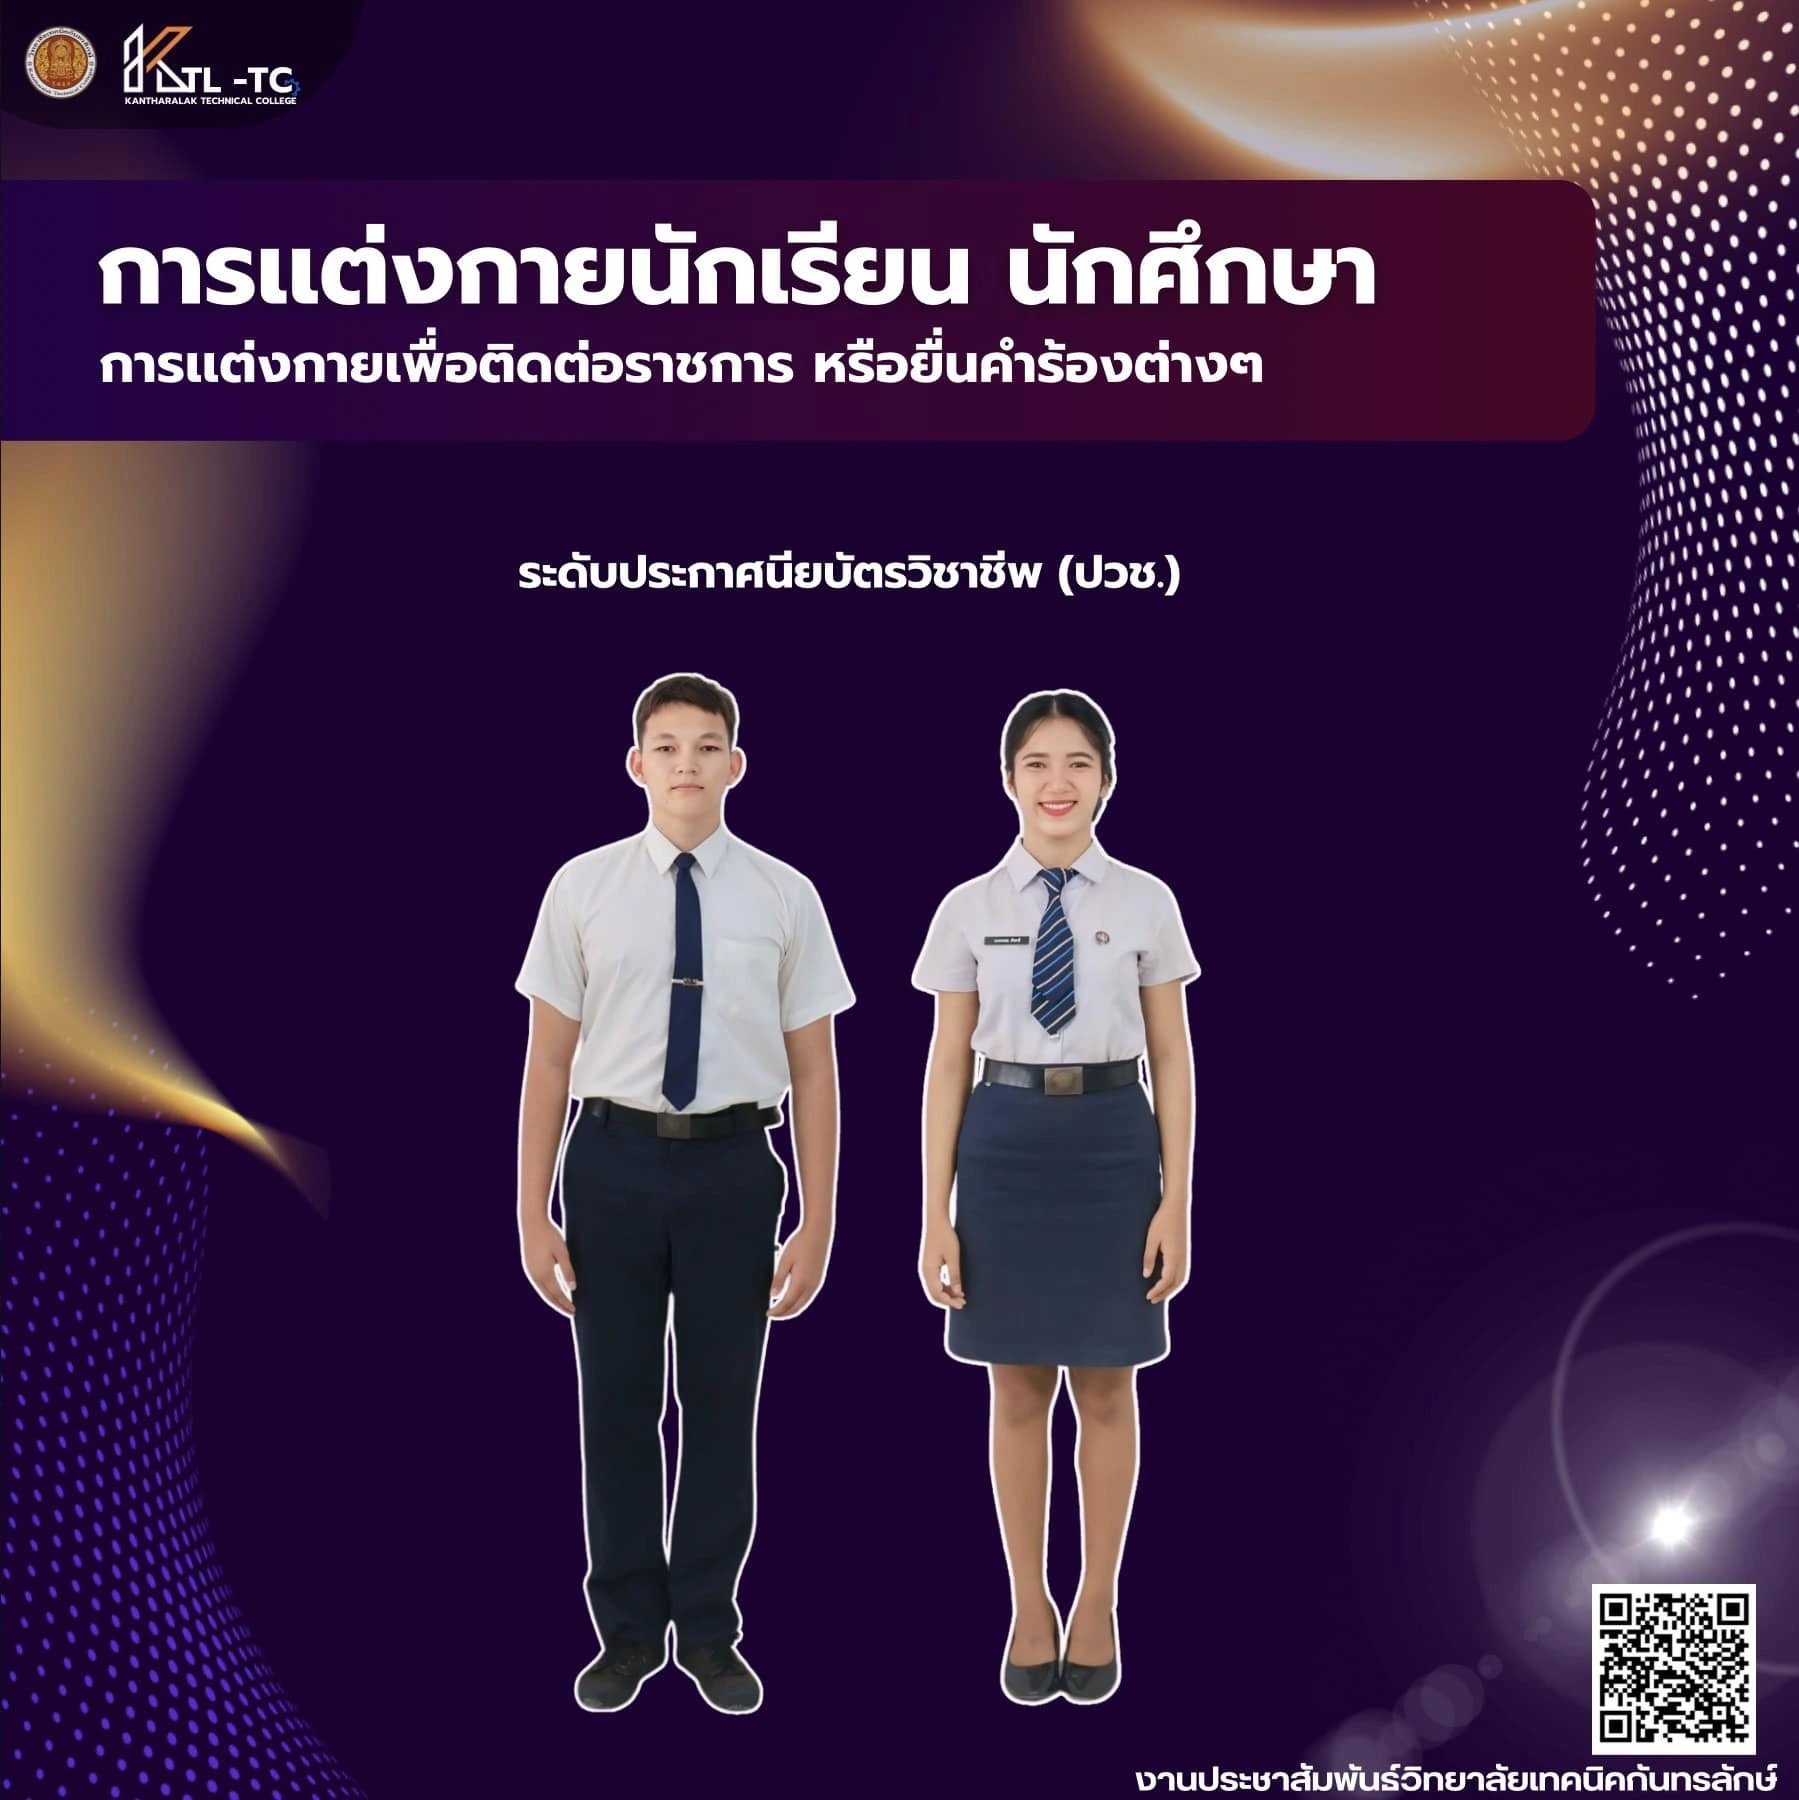 KTL -TC
KANTHARALAK TECHNICAL COLLEGE
การแต่งกายนักเรียน นักศึกษา
การแต่งกายเพื่อติดต่อราชการ หรือยื่นคำร้องต่างๆ
ระดับประกาศนียบัตรวิชาชีพ (ปวช.)
งานประชาสัมพันธ์วิทยาลัยเทคนิคกันทรลักษ์